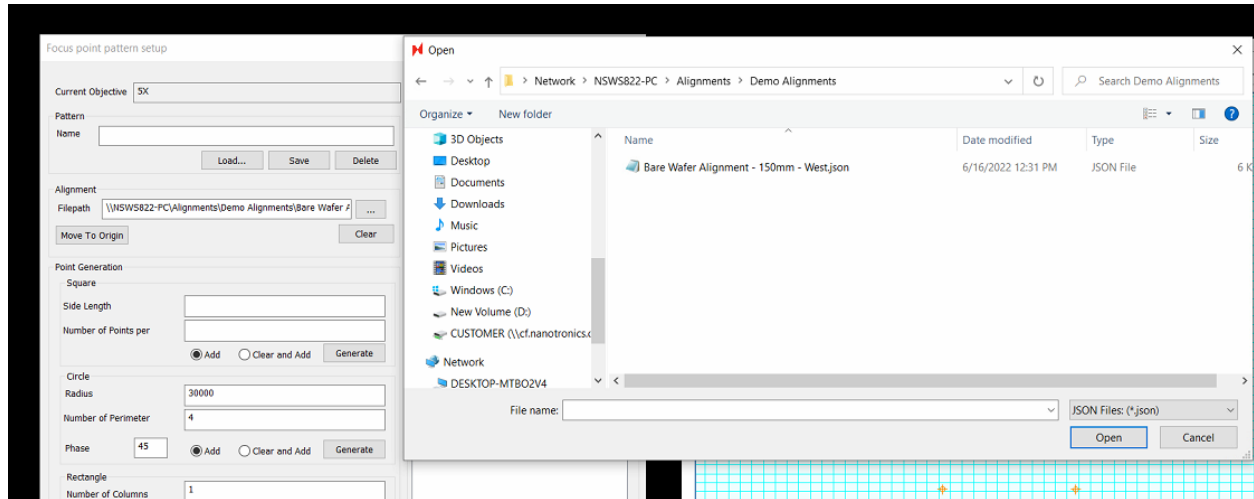 Focus point pattern setup
Current Objective 5X
Pattern
Name
Load... Save Delete
Alignment
Filepath \\NSWS822-PC\Alignments\Demo Alignments\Bare Wafer A ...
Move To Origin Clear
Point Generation
Square
Side Length
Number of Points per
Add Clear and Add Generate
Circle
Radius 30000
Number of Perimeter 4
Phase 45 Add Clear and Add Generate
Rectangle
Number of Columns 1
Open
Network > NSWS822-PC > Alignments > Demo Alignments
Search Demo Alignments
Organize New folder
3D Objects
Desktop
Documents
Downloads
Music
Pictures
Videos
Windows (C:)
New Volume (D:)
CUSTOMER (\\cf.nanotronics.c
Network
DESKTOP-MTBO2V4
Name Date modified Type Size
Bare Wafer Alignment - 150mm - West.json 6/16/2022 12:31 PM JSON File 6 K
File name: JSON Files: (*.json)
Open Cancel